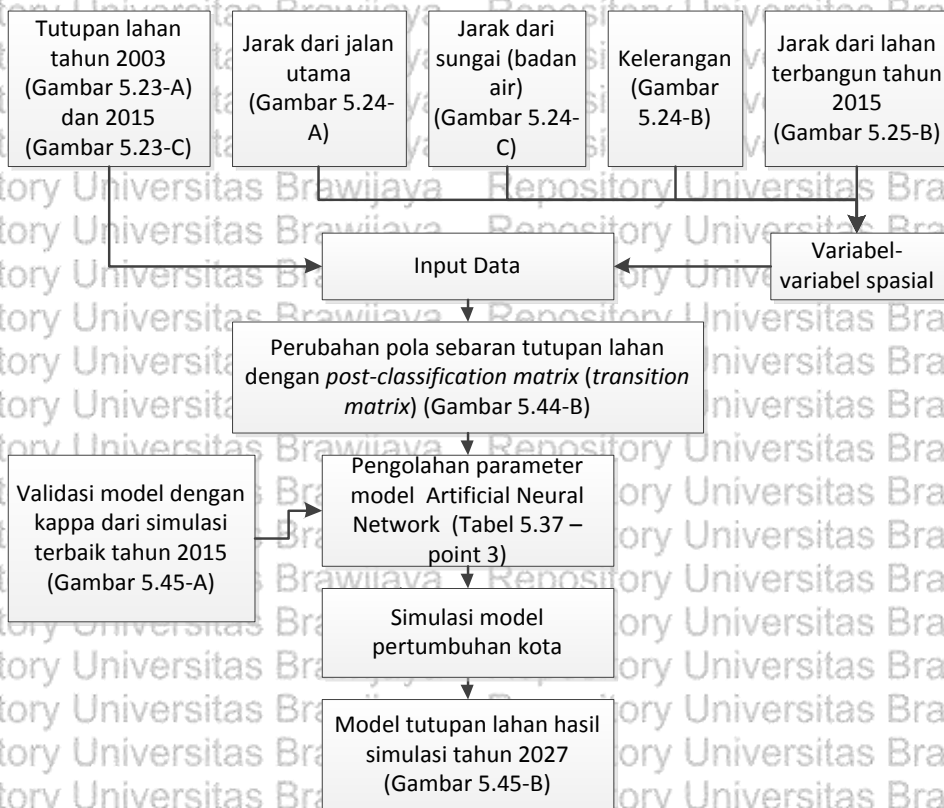 Tutupan lahan
tahun 2003
(Gambar 5.23-A)
dan 2015
(Gambar 5.23-C)
Jarak dari jalan
utama
(Gambar 5.24-
A)
Jarak dari
sungai (badan
air)
(Gambar 5.24-
C)
Kelerangan
(Gambar
5.24-B)
Jarak dari lahan
terbangun tahun
2015
(Gambar 5.25-B)
Variabel-
variabel spasial
Input Data
Perubahan pola sebaran tutupan lahan
dengan post-classification matrix (transition
matrix) (Gambar 5.44-B)
Validasi model dengan
kappa dari simulasi
terbaik tahun 2015
(Gambar 5.45-A)
Pengolahan parameter
model Artificial Neural
Network (Tabel 5.37 –
point 3)
Simulasi model
pertumbuhan kota
Model tutupan lahan hasil
simulasi tahun 2027
(Gambar 5.45-B)